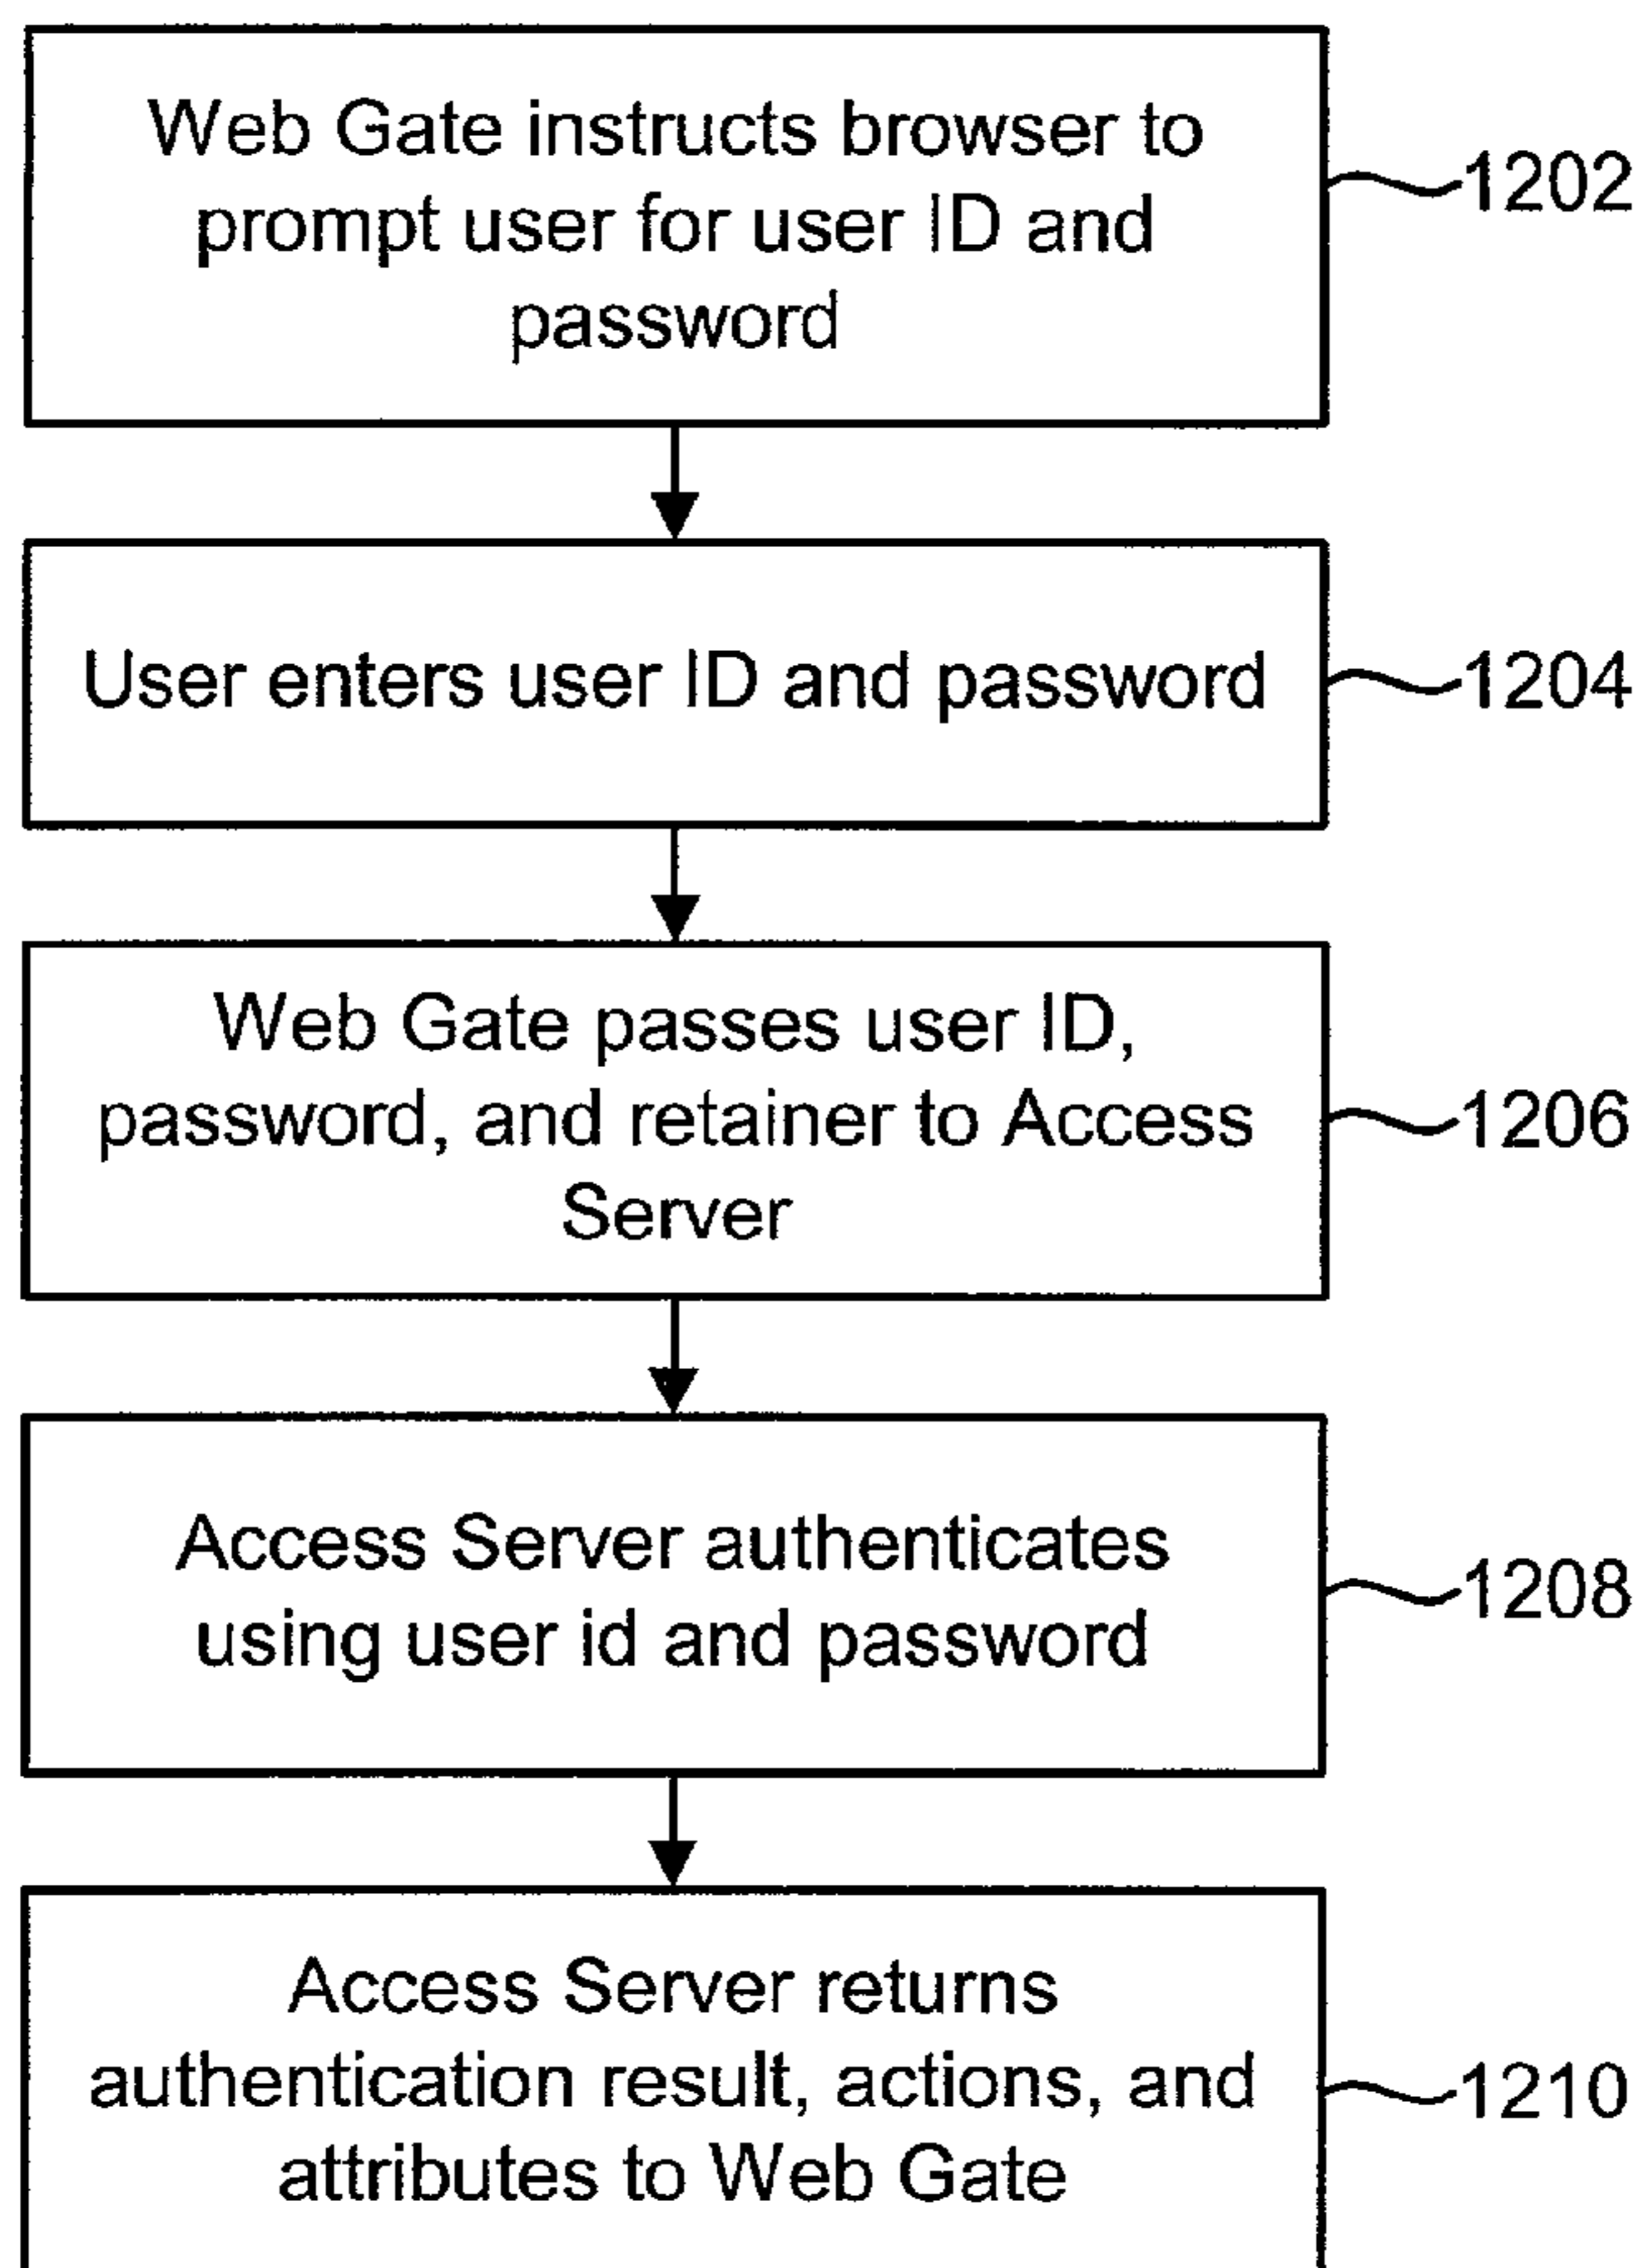 Web Gate instructs browser to
prompt user for user ID and
password
1202
User enters user ID and password
1204
Web Gate passes user ID,
password, and retainer to Access
Server
1206
Access Server authenticates
using user id and password
1208
Access Server returns
authentication result, actions, and
attributes to Web Gate
1210